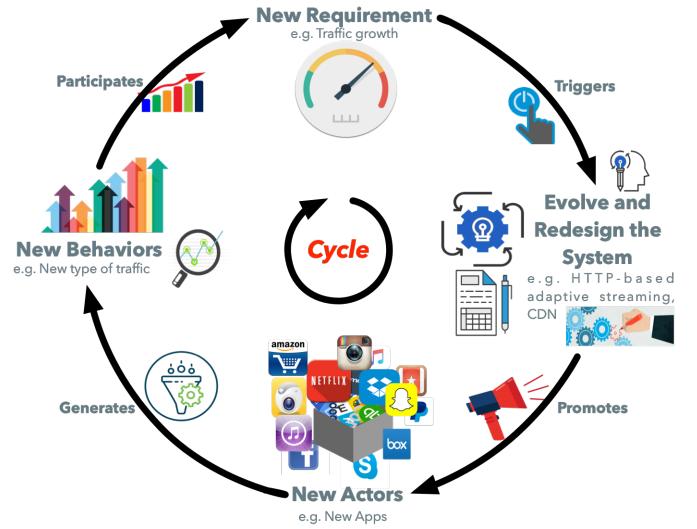 New Requirement
e.g. Traffic growth
Participates
Triggers
Evolve and
Redesign the
System
e.g. HTTP-based
adaptive streaming,
CDN
New Behaviors
e.g. New type of traffic
Cycle
amazon
NETFLIX
box
Generates
Promotes
New Actors
e.g. New Apps